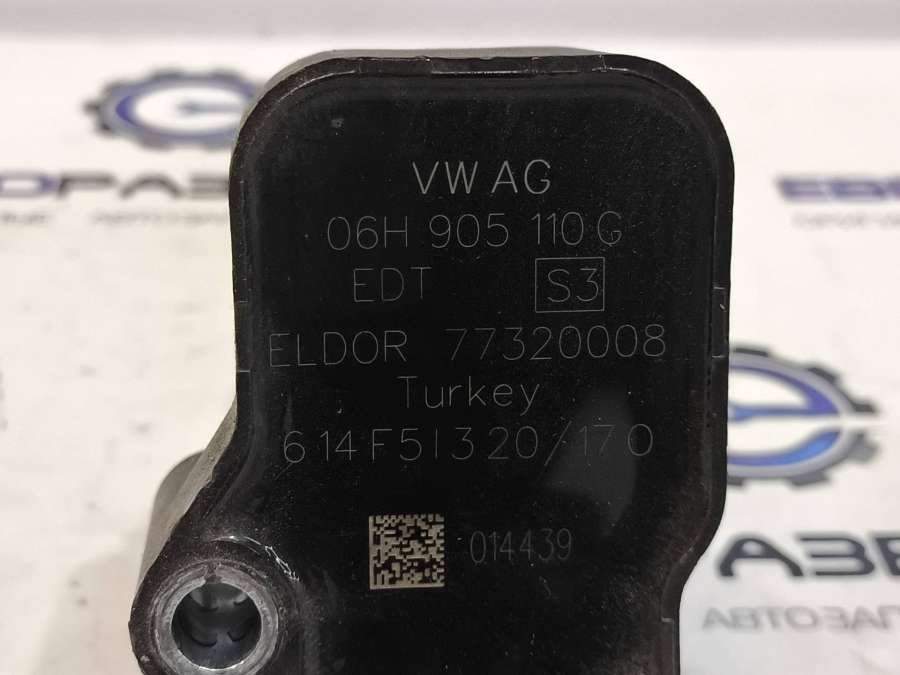 VW AG
06H 905 110 G
EDT S3
ELDOR 77320008
Turkey
614F51320/170
014439